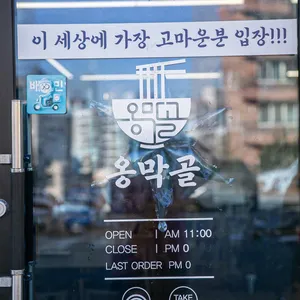 이 세상에 가장 고마운분 입장!!!
배민
옹막골
옹막골
OPEN | AM 11:00
CLOSE | PM 0
LAST ORDER PM 0
TAKE